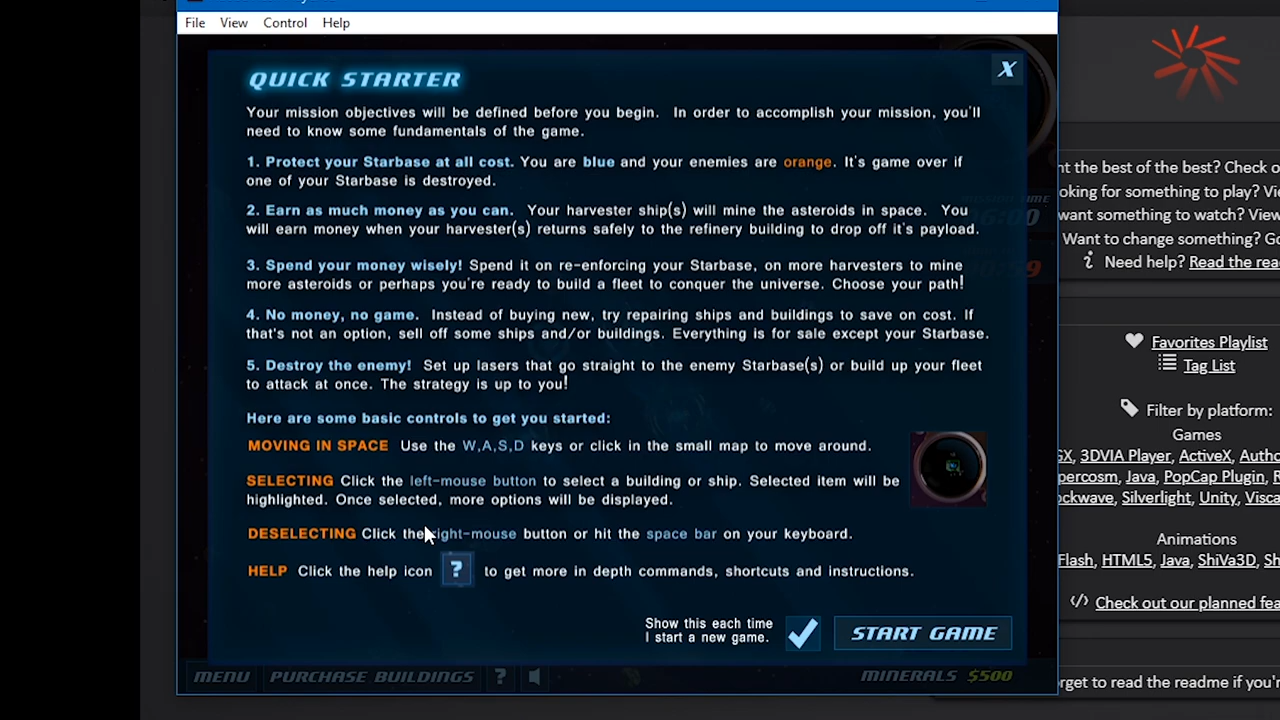 File View Control Help
QUICK STARTER
X
Your mission objectives will be defined before you begin. In order to accomplish your mission, you'll
need to know some fundamentals of the game.
1. Protect your Starbase at all cost. You are blue and your enemies are orange. It's game over if
one of your Starbase is destroyed.
2. Earn as much money as you can. Your harvester ship(s) will mine the asteroids in space. You
will earn money when your harvester(s) returns safely to the refinery building to drop off it's payload.
3. Spend your money wisely! Spend it on re-enforcing your Starbase, on more harvesters to mine
more asteroids or perhaps you're ready to build a fleet to conquer the universe. Choose your path!
4. No money, no game. Instead of buying new, try repairing ships and buildings to save on cost. If
that's not an option, sell off some ships and/or buildings. Everything is for sale except your Starbase.
5. Destroy the enemy! Set up lasers that go straight to the enemy Starbase(s) or build up your fleet
to attack at once. The strategy is up to you!
Here are some basic controls to get you started:
MOVING IN SPACE Use the W,A,S,D keys or click in the small map to move around.
SELECTING Click the left-mouse button to select a building or ship. Selected item will be
highlighted. Once selected, more options will be displayed.
DESELECTING Click the right-mouse button or hit the space bar on your keyboard.
HELP Click the help icon ? to get more in depth commands, shortcuts and instructions.
Show this each time
I start a new game.
START GAME
MENU PURCHASE BUILDINGS ? MINERALS $500
the best of the best? Check
for something to play?
want something to watch? View
Want to change something?
Need help? Read the
Favorites Playlist
Tag List
Filter by platform:
Games
3DVIA Player, ActiveX,
Java, PopCap Plugin,
Silverlight, Unity,
Animations
Flash, HTML5, Java, ShiVa3D,
Check out our planned
to read the readme if you're